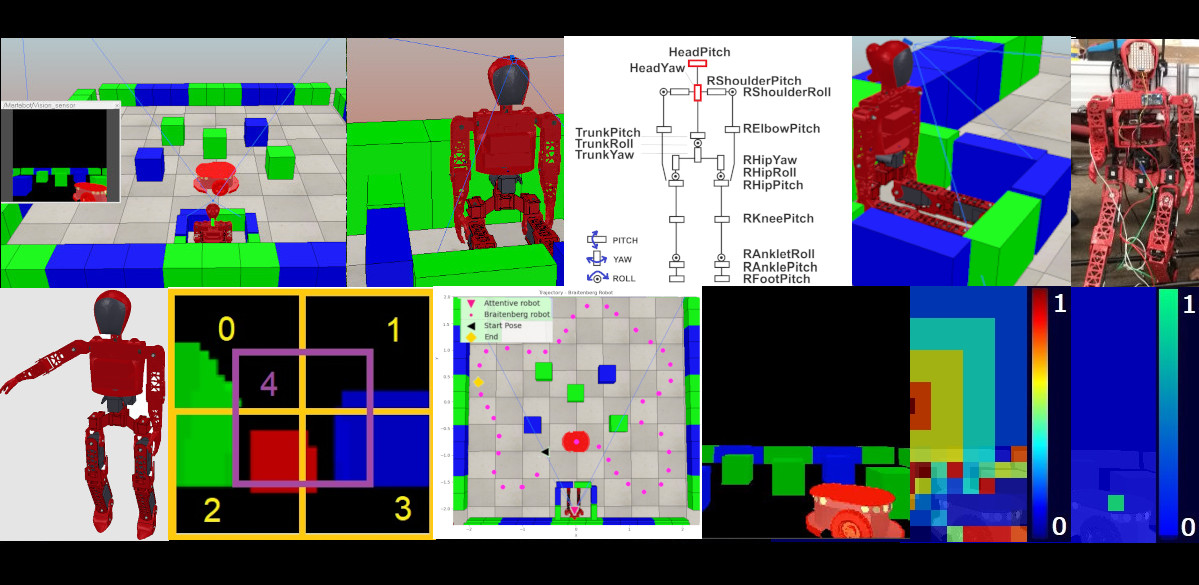 /Martebot/Vision_sensor
HeadPitch
HeadYaw
RShoulderPitch
RShoulderRoll
RElbowPitch
TrunkPitch
TrunkRoll
TrunkYaw
RHipYaw
RHipRoll
RHipPitch
RKneePitch
RAnkletRoll
RAnklePitch
RFootPitch
PITCH
YAW
ROLL
0
1
4
2
3
Trajectory - Braitenberg Robot
Attentive robot
Braitenberg robot
Start Pose
End
1
0
1
0